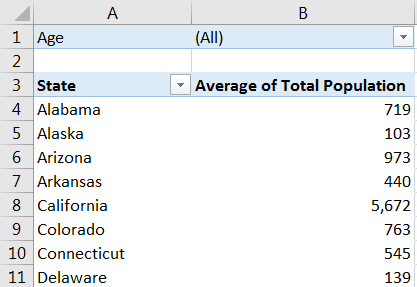 A B
1 Age (All)
2
3 State Average of Total Population
4 Alabama 719
5 Alaska 103
6 Arizona 973
7 Arkansas 440
8 California 5,672
9 Colorado 763
10 Connecticut 545
11 Delaware 139